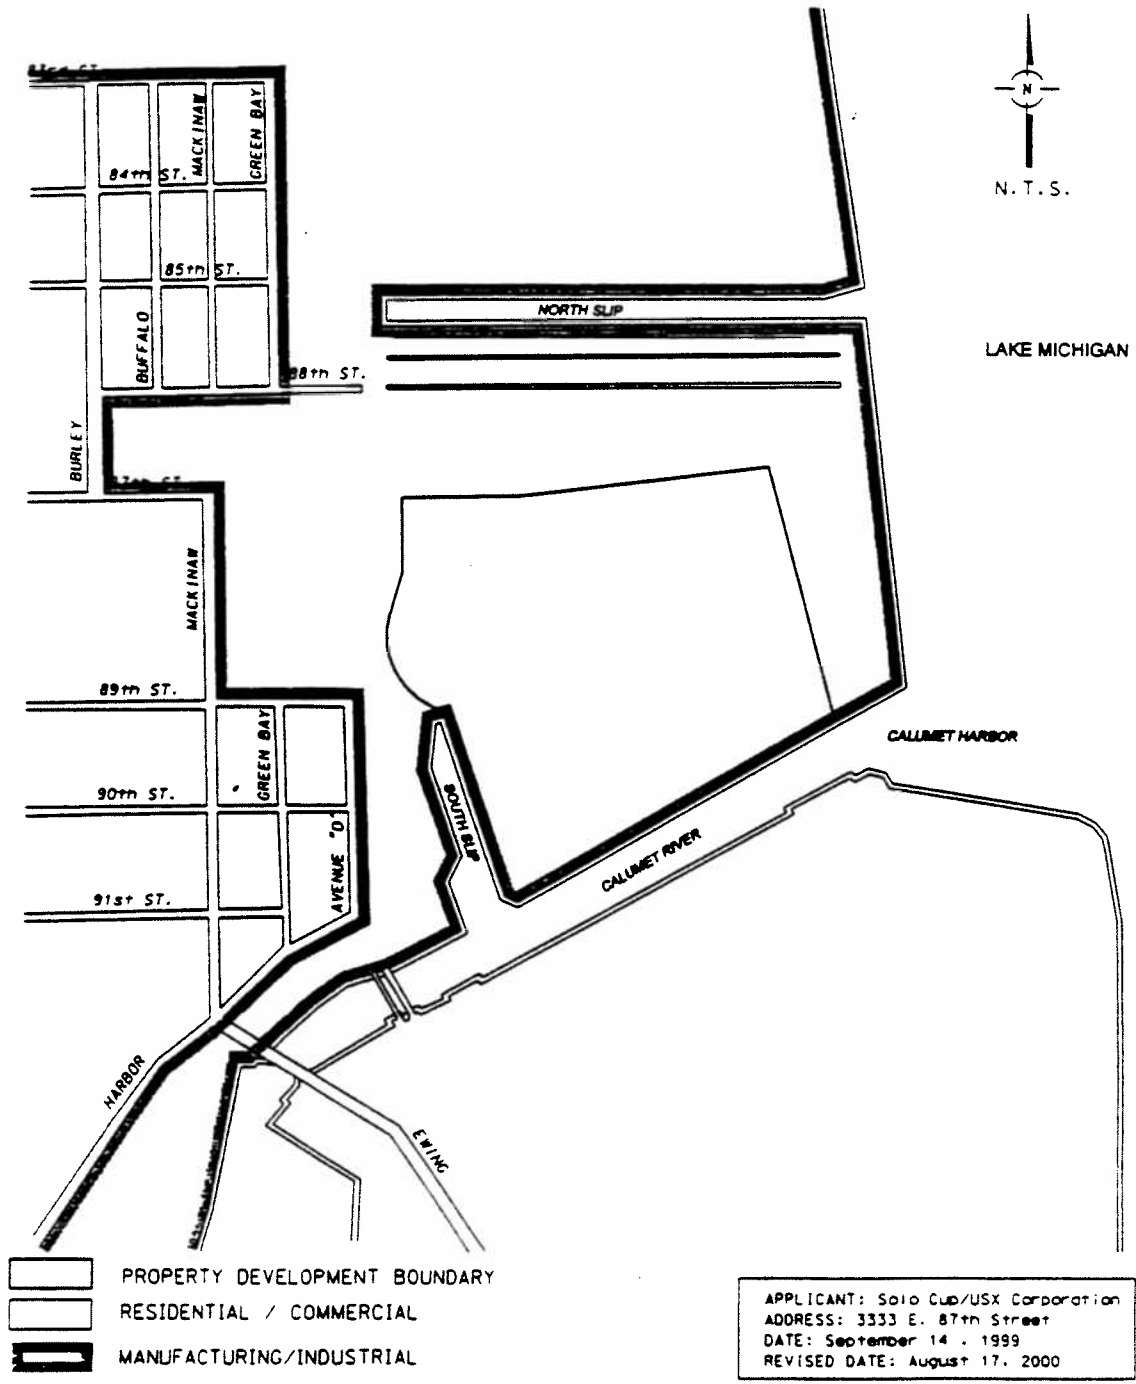 N
N.T.S.
MACKINAW
GREEN BAY
84th ST.
85th ST.
NORTH SLIP
BUFFALO
LAKE MICHIGAN
88th ST.
BURLEY
MACKINAW
89th ST.
GREEN BAY
CALUMET HARBOR
90th ST.
SOUTH SLIP
AVENUE "O"
CALUMET RIVER
91st ST.
HARBOR
EWING
PROPERTY DEVELOPMENT BOUNDARY
RESIDENTIAL / COMMERCIAL
MANUFACTURING/INDUSTRIAL
APPLICANT: Solo Cup/USX Corporation
ADDRESS: 3333 E. 87th Street
DATE: September 14 , 1999
REVISED DATE: August 17, 2000